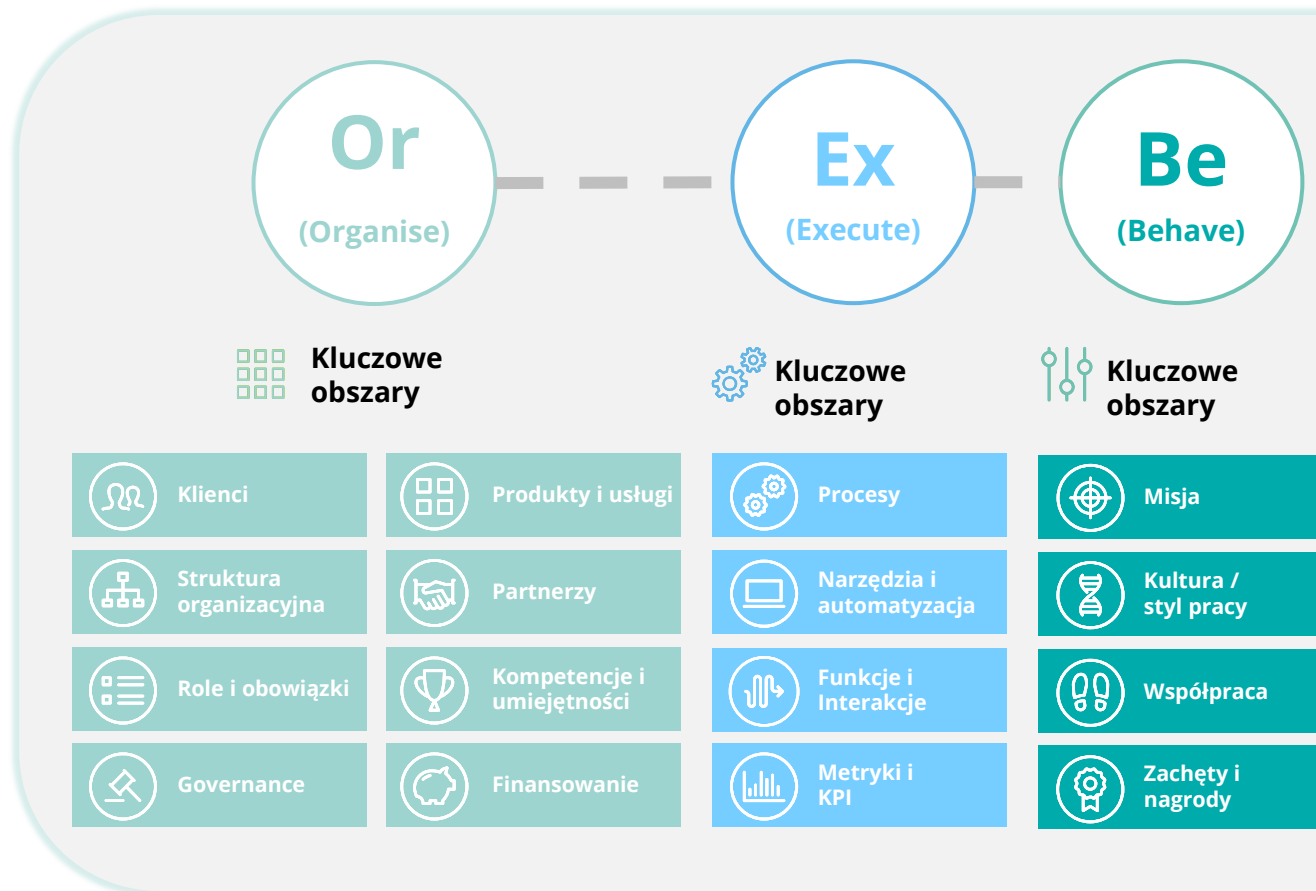 Or
(Organise)
Ex
(Execute)
Be
(Behave)
Kluczowe
obszary
Kluczowe
obszary
Kluczowe
obszary
Klienci
Struktura
organizacyjna
Role i obowiązki
Governance
Produkty i usługi
Partnerzy
Kompetencje i
umiejętności
Finansowanie
Procesy
Narzędzia i
automatyzacja
Funkcje i
Interakcje
Metryki i
KPI
Misja
Kultura /
styl pracy
Współpraca
Zachęty i
nagrody